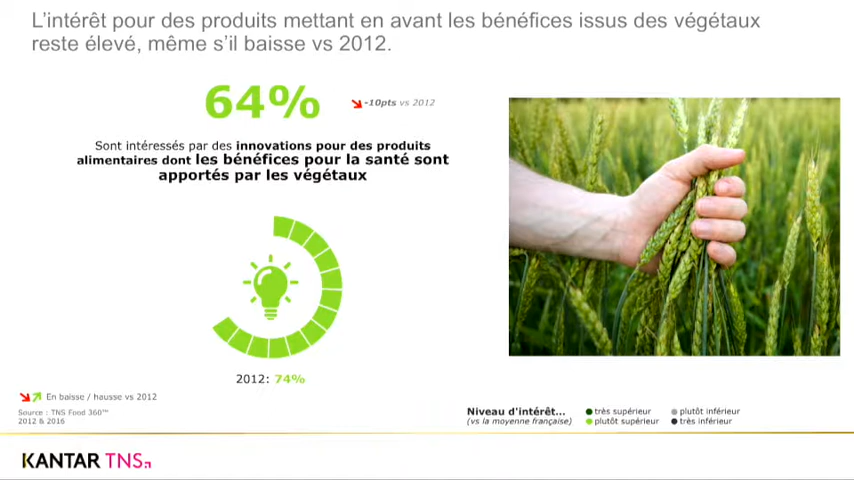 L'intérêt pour des produits mettant en avant les bénéfices issus des végétaux
reste élevé, même s'il baisse vs 2012.
64%
-10pts vs 2012
Sont intéressés par des innovations pour des produits
alimentaires dont les bénéfices pour la santé sont
apportés par les végétaux
2012: 74%
En baisse / hausse vs 2012
Source : TNS Food 360™
2012 & 2016
Niveau d'intérêt...
(vs la moyenne française)
très supérieur
plutôt inférieur
plutôt supérieur
très inférieur
KANTAR TNS.